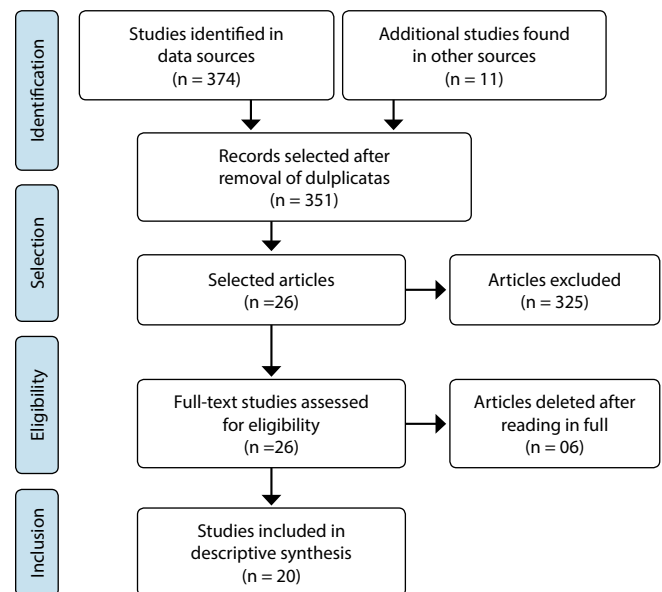 Identification
Studies identified in
data sources
(n = 374)
Additional studies found
in other sources
(n = 11)
Records selected after
removal of dulplicatas
(n = 351)
Selection
Selected articles
(n =26)
Articles excluded
(n = 325)
Eligibility
Full-text studies assessed
for eligibility
(n =26)
Articles deleted after
reading in full
(n = 06)
Inclusion
Studies included in
descriptive synthesis
(n = 20)